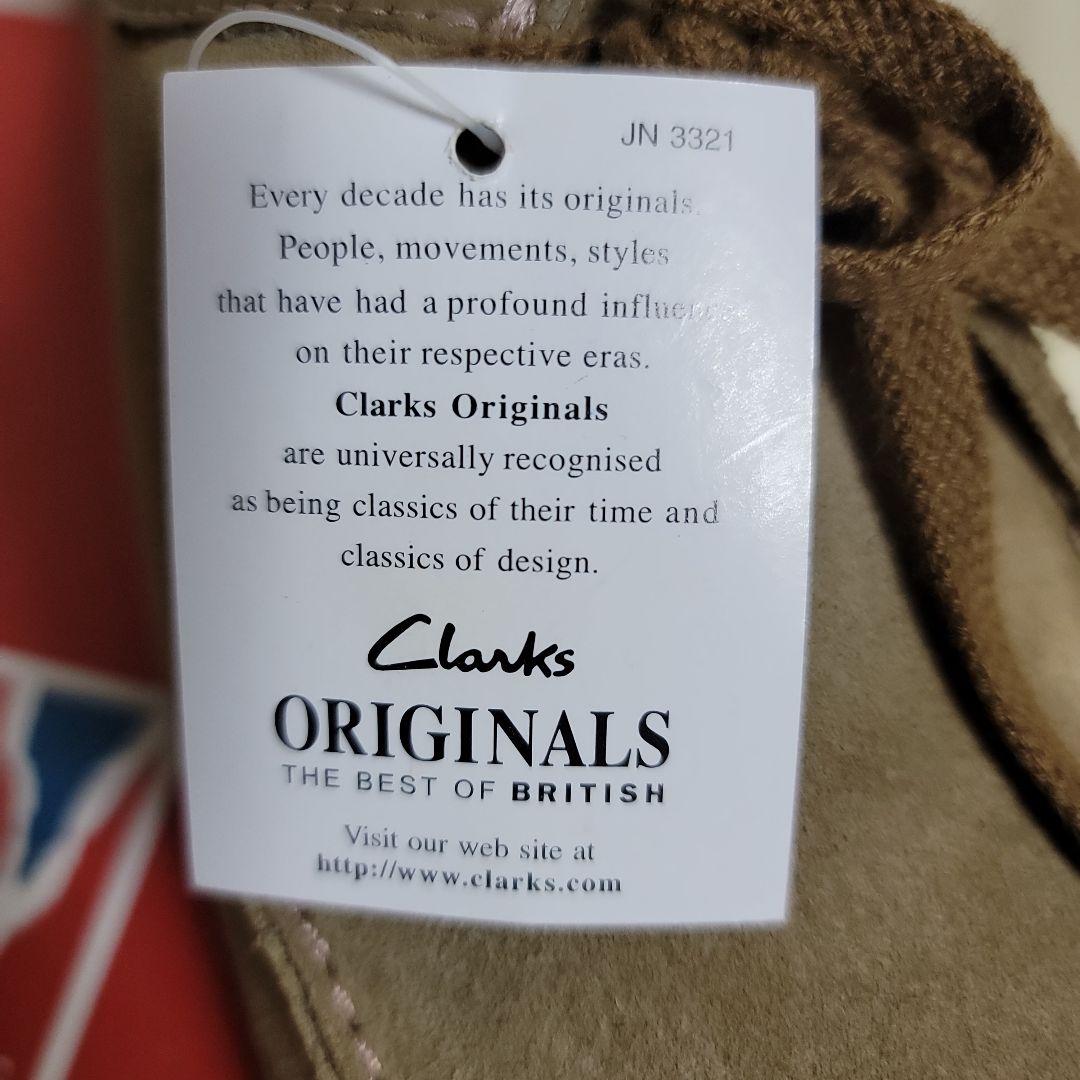 JN 3321
Every decade has its originals.
People, movements, styles
that have had a profound influence
on their respective eras.
Clarks Originals
are universally recognised
as being classics of their time and
classics of design.
Clarks
ORIGINALS
THE BEST OF BRITISH
Visit our web site at
http://www.clarks.com